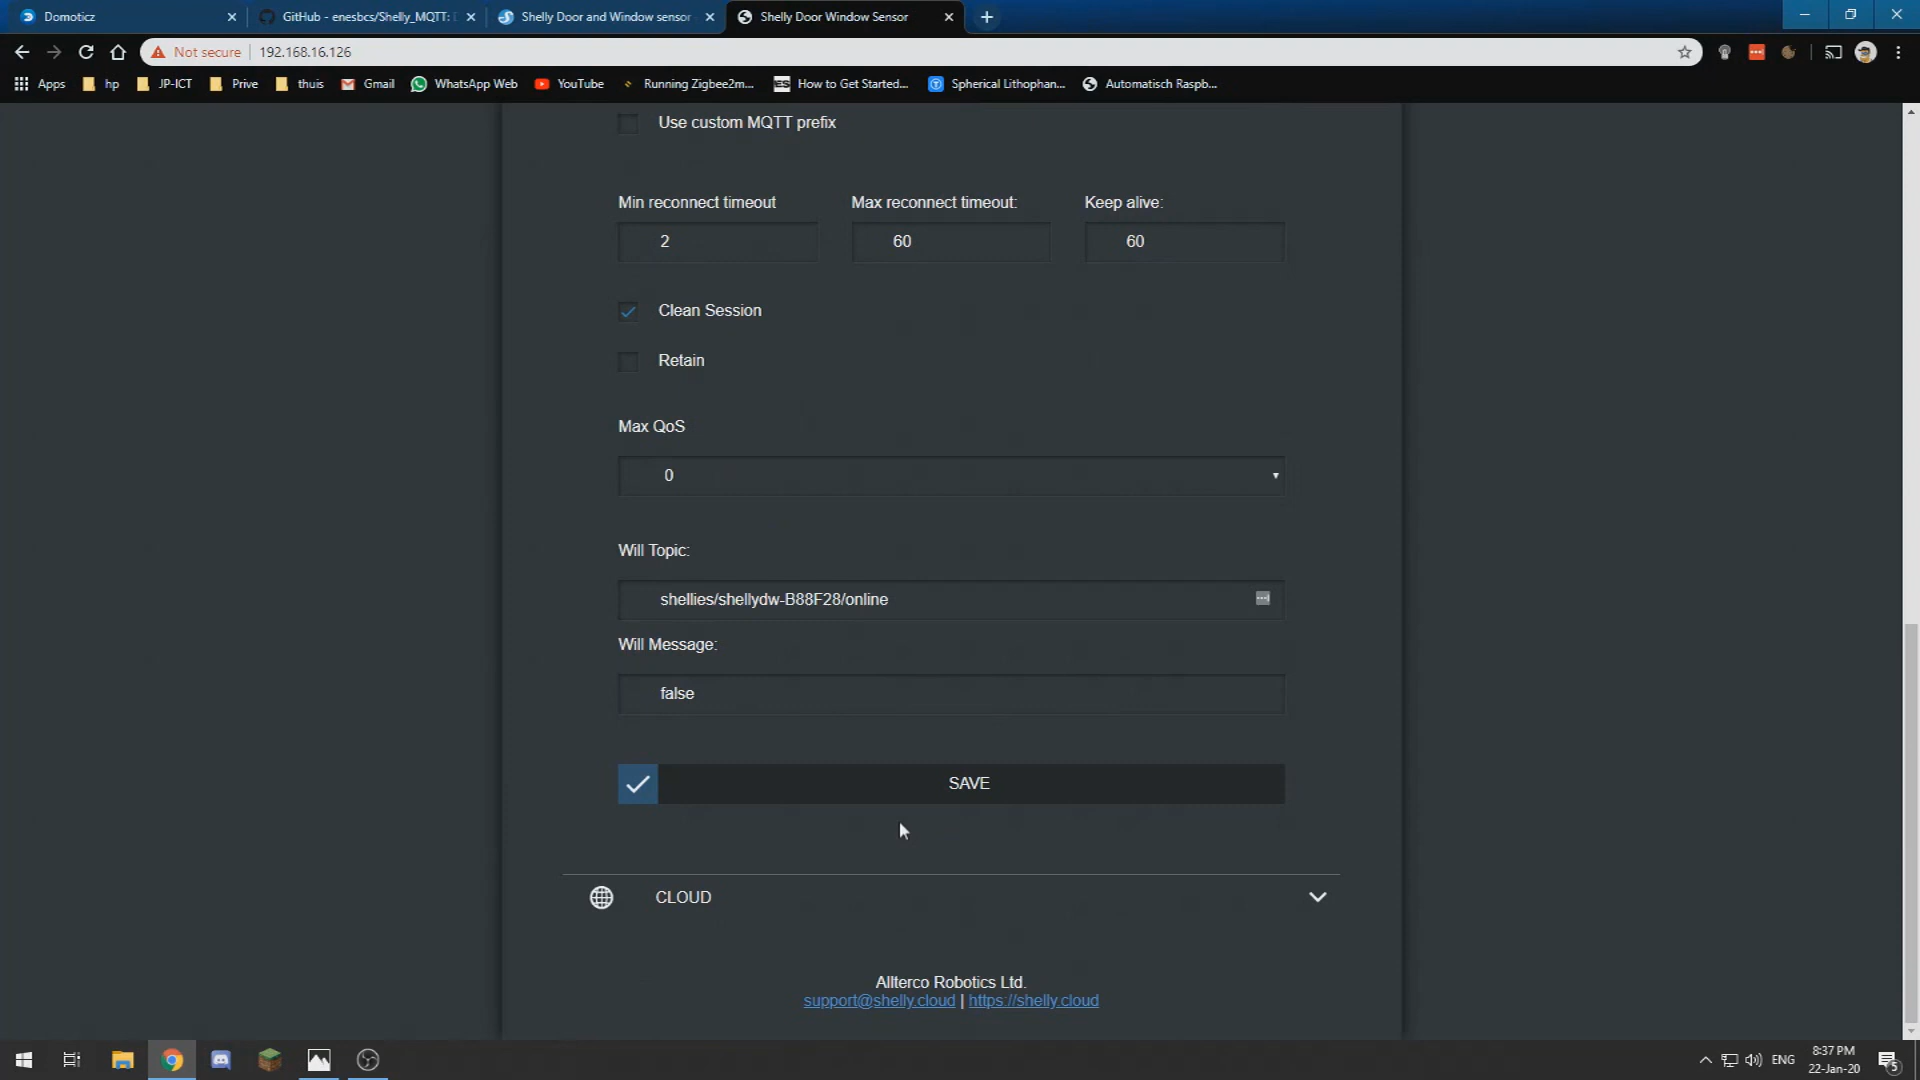 Domoticz
GitHub - enesbcs/Shelly_MQTT:
Shelly Door and Window sensor
Shelly Door Window Sensor
Not secure
192.168.16.126
Apps
hp
JP-ICT
Prive
thuis
Gmail
WhatsApp Web
YouTube
Running Zigbee2m...
How to Get Started...
Spherical Lithophan...
Automatisch Raspb...
Use custom MQTT prefix
Min reconnect timeout
Max reconnect timeout:
Keep alive:
2
60
60
Clean Session
Retain
Max QoS
0
Will Topic:
shellies/shellydw-B88F28/online
Will Message:
false
SAVE
CLOUD
Allterco Robotics Ltd.
support@shelly.cloud | https://shelly.cloud
ENG
8:37 PM
22-Jan-20
5